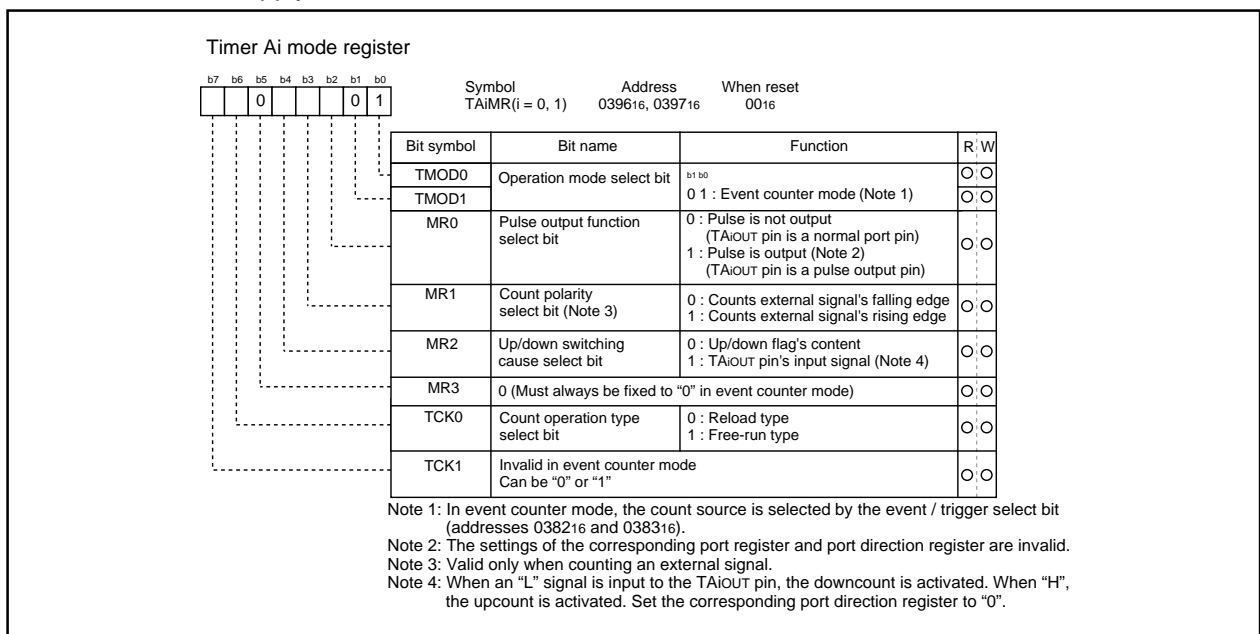 Timer Ai mode register
b7 b6 b5 b4 b3 b2 b1 b0
0 0 1
Symbol Address When reset
TAiMR(i = 0, 1) 039616, 039716 0016
Bit symbol Bit name Function R W
TMOD0 Operation mode select bit b1 b0
TMOD1 0 1 : Event counter mode (Note 1)
MR0 Pulse output function select bit 0 : Pulse is not output
(TAiOUT pin is a normal port pin)
1 : Pulse is output (Note 2)
(TAiOUT pin is a pulse output pin)
MR1 Count polarity select bit (Note 3) 0 : Counts external signal's falling edge
1 : Counts external signal's rising edge
MR2 Up/down switching cause select bit 0 : Up/down flag's content
1 : TAiOUT pin's input signal (Note 4)
MR3 0 (Must always be fixed to “0” in event counter mode)
TCK0 Count operation type select bit 0 : Reload type
1 : Free-run type
TCK1 Invalid in event counter mode
Can be “0” or “1”
Note 1: In event counter mode, the count source is selected by the event / trigger select bit
(addresses 038216 and 038316).
Note 2: The settings of the corresponding port register and port direction register are invalid.
Note 3: Valid only when counting an external signal.
Note 4: When an “L” signal is input to the TAiOUT pin, the downcount is activated. When “H”,
the upcount is activated. Set the corresponding port direction register to “0”.